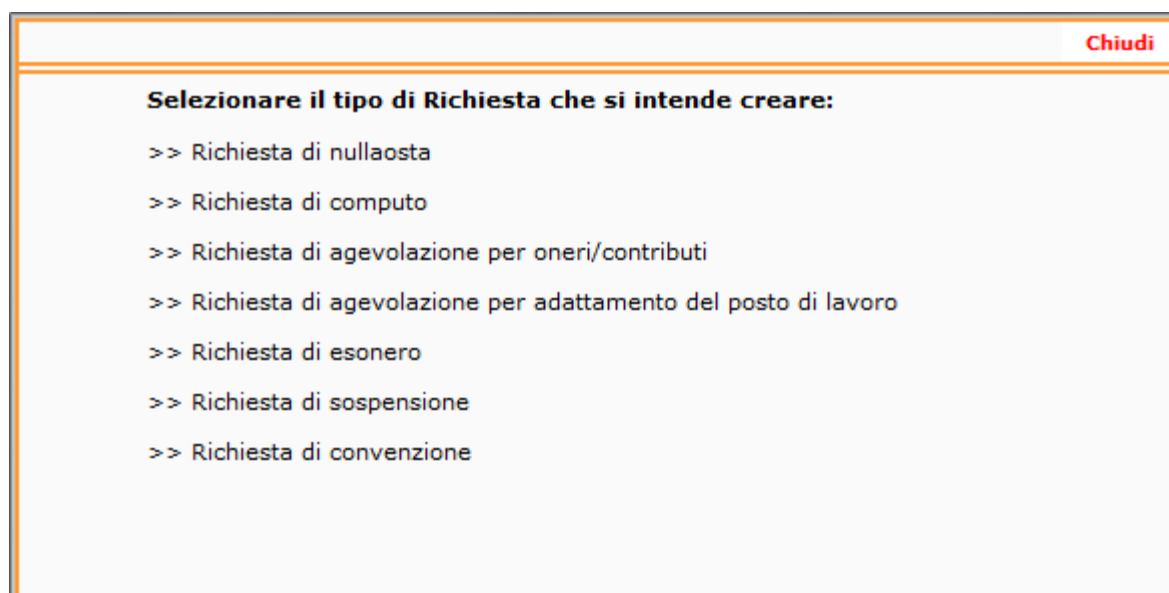 Chiudi
Selezionare il tipo di Richiesta che si intende creare:
>> Richiesta di nullaosta
>> Richiesta di computo
>> Richiesta di agevolazione per oneri/contributi
>> Richiesta di agevolazione per adattamento del posto di lavoro
>> Richiesta di esonero
>> Richiesta di sospensione
>> Richiesta di convenzione